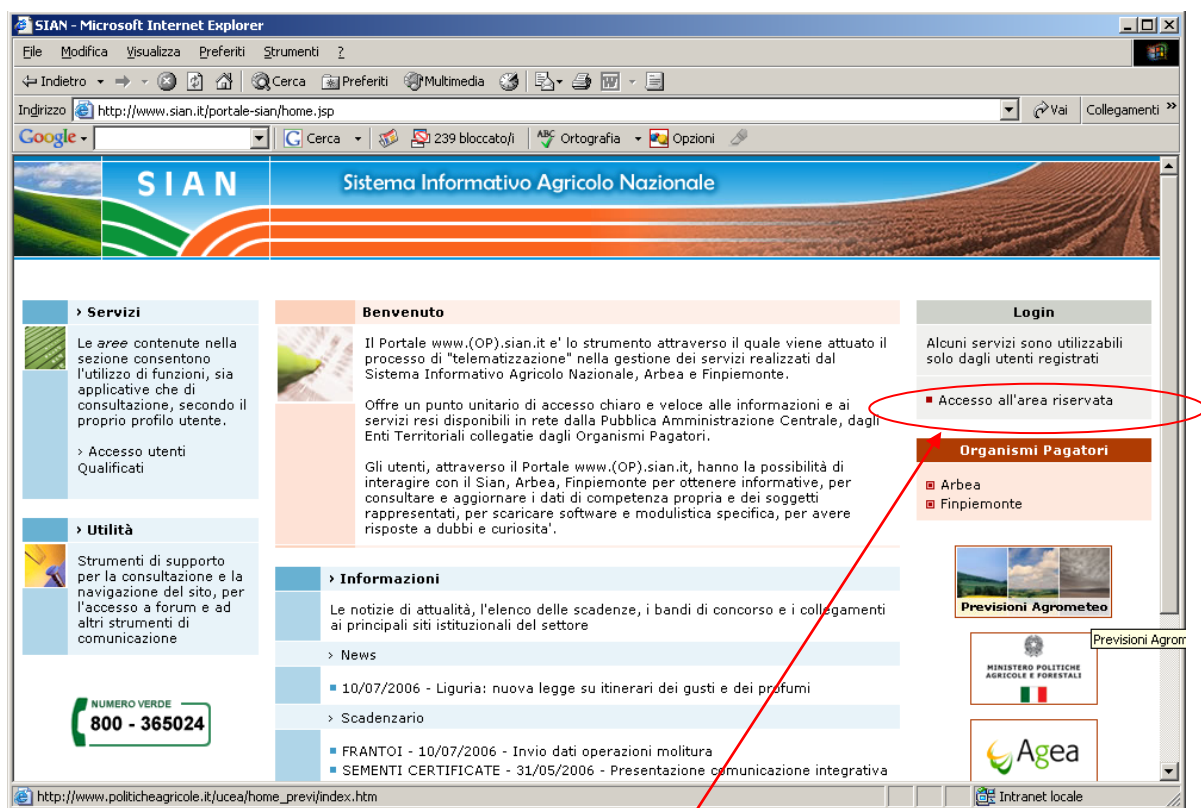 SIAN - Microsoft Internet Explorer
File Modifica Visualizza Preferiti Strumenti ?
Indietro Cerca Preferiti Multimedia
Indirizzo http://www.sian.it/portale-sian/home.jsp Vai Collegamenti »
Google Cerca 239 bloccato/i ABC Ortografia Opzioni
SIAN Sistema Informativo Agricolo Nazionale
› Servizi
Le aree contenute nella
sezione consentono
l'utilizzo di funzioni, sia
applicative che di
consultazione, secondo il
proprio profilo utente.
› Accesso utenti
Qualificati
› Utilità
Strumenti di supporto
per la consultazione e la
navigazione del sito, per
l'accesso a forum e ad
altri strumenti di
comunicazione
NUMERO VERDE
800 - 365024
Benvenuto
Il Portale www.(OP).sian.it e' lo strumento attraverso il quale viene attuato il
processo di "telematizzazione" nella gestione dei servizi realizzati dal
Sistema Informativo Agricolo Nazionale, Arbea e Finpiemonte.
Offre un punto unitario di accesso chiaro e veloce alle informazioni e ai
servizi resi disponibili in rete dalla Pubblica Amministrazione Centrale, dagli
Enti Territoriali collegatie dagli Organismi Pagatori.
Gli utenti, attraverso il Portale www.(OP).sian.it, hanno la possibilità di
interagire con il Sian, Arbea, Finpiemonte per ottenere informative, per
consultare e aggiornare i dati di competenza propria e dei soggetti
rappresentati, per scaricare software e modulistica specifica, per avere
risposte a dubbi e curiosita'.
› Informazioni
Le notizie di attualità, l'elenco delle scadenze, i bandi di concorso e i collegamenti
ai principali siti istituzionali del settore
› News
10/07/2006 - Liguria: nuova legge su itinerari dei gusti e dei profumi
› Scadenzario
FRANTOI - 10/07/2006 - Invio dati operazioni molitura
SEMENTI CERTIFICATE - 31/05/2006 - Presentazione comunicazione integrativa
Login
Alcuni servizi sono utilizzabili
solo dagli utenti registrati
Accesso all'area riservata
Organismi Pagatori
Arbea
Finpiemonte
Previsioni Agrometeo
Previsioni Agrom
MINISTERO POLITICHE
AGRICOLE E FORESTALI
Agea
http://www.politicheagricole.it/ucea/home_previ/index.htm Intranet locale